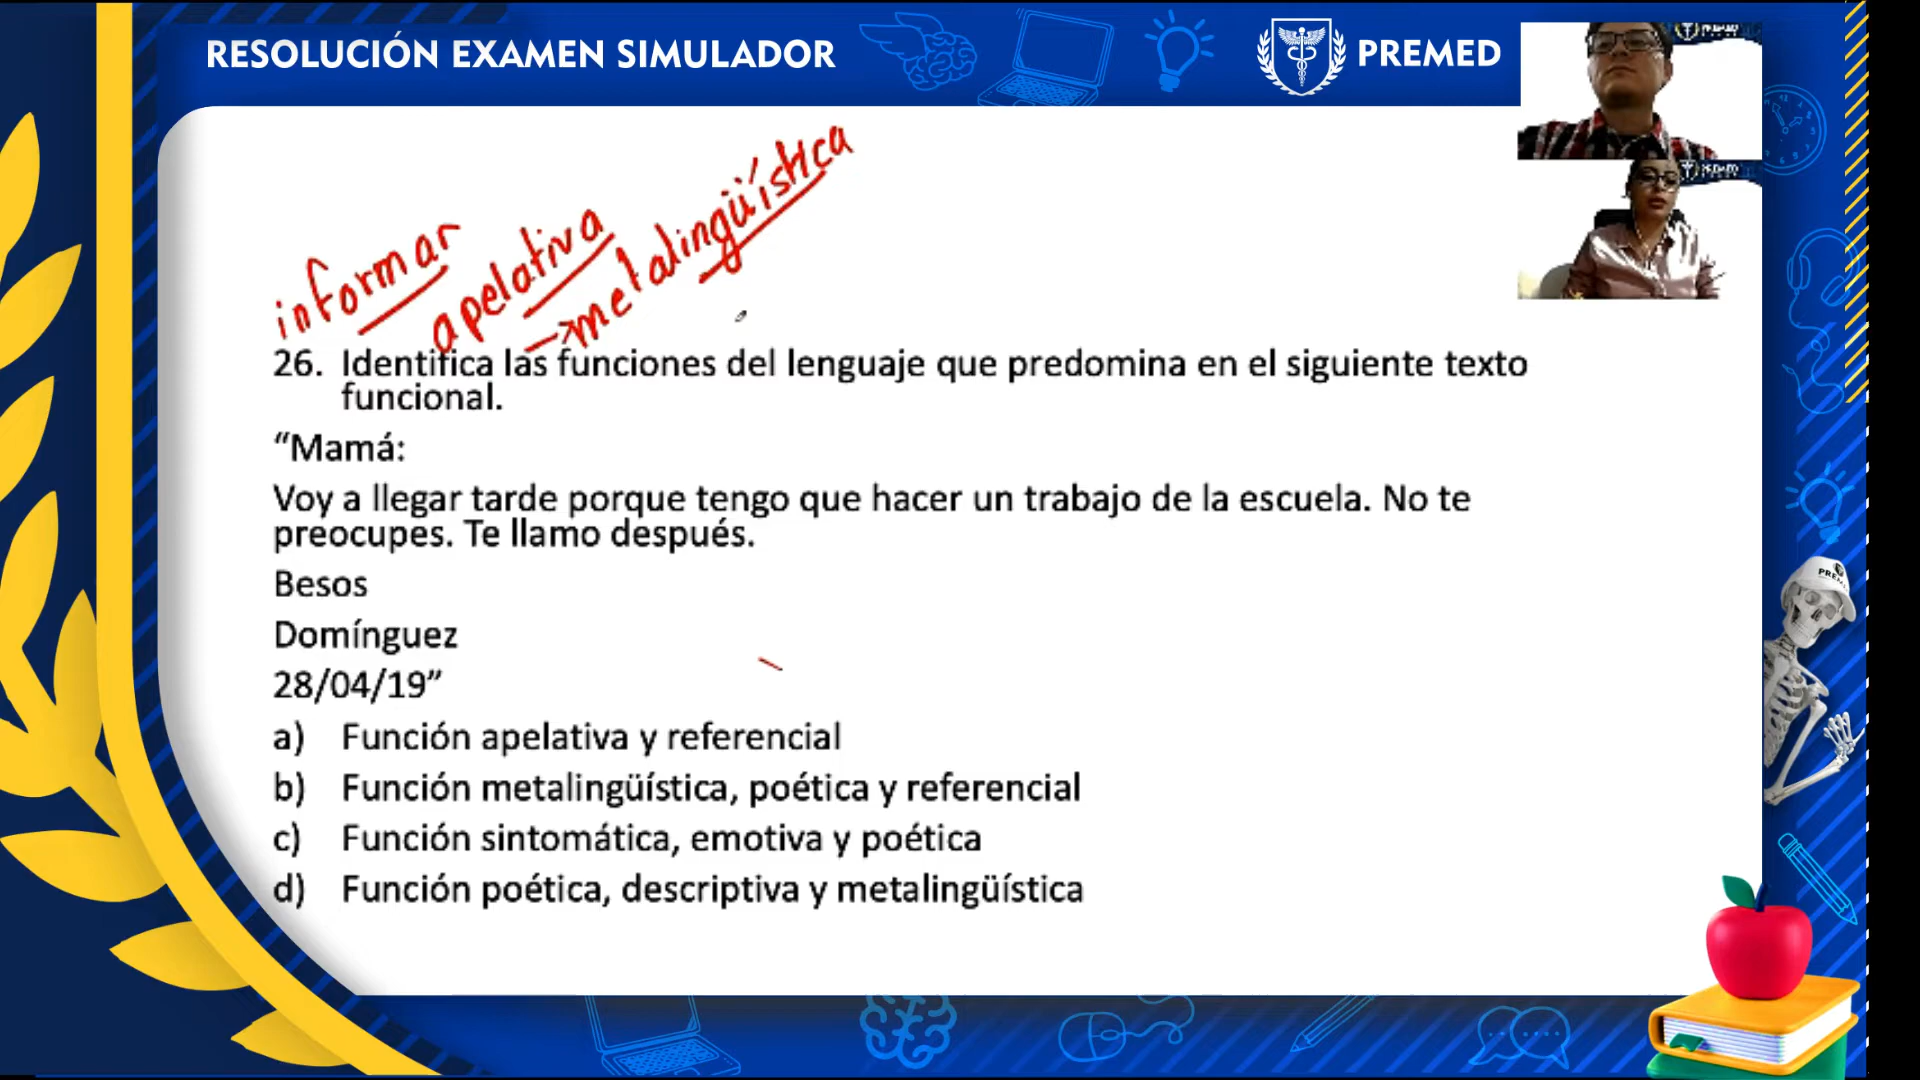 RESOLUCIÓN EXAMEN SIMULADOR
PREMED
informar
apelativa
→metalingüística
26. Identifica las funciones del lenguaje que predomina en el siguiente texto
funcional.
“Mamá:
Voy a llegar tarde porque tengo que hacer un trabajo de la escuela. No te
preocupes. Te llamo después.
Besos
Domínguez
28/04/19”
a) Función apelativa y referencial
b) Función metalingüística, poética y referencial
c) Función sintomática, emotiva y poética
d) Función poética, descriptiva y metalingüística